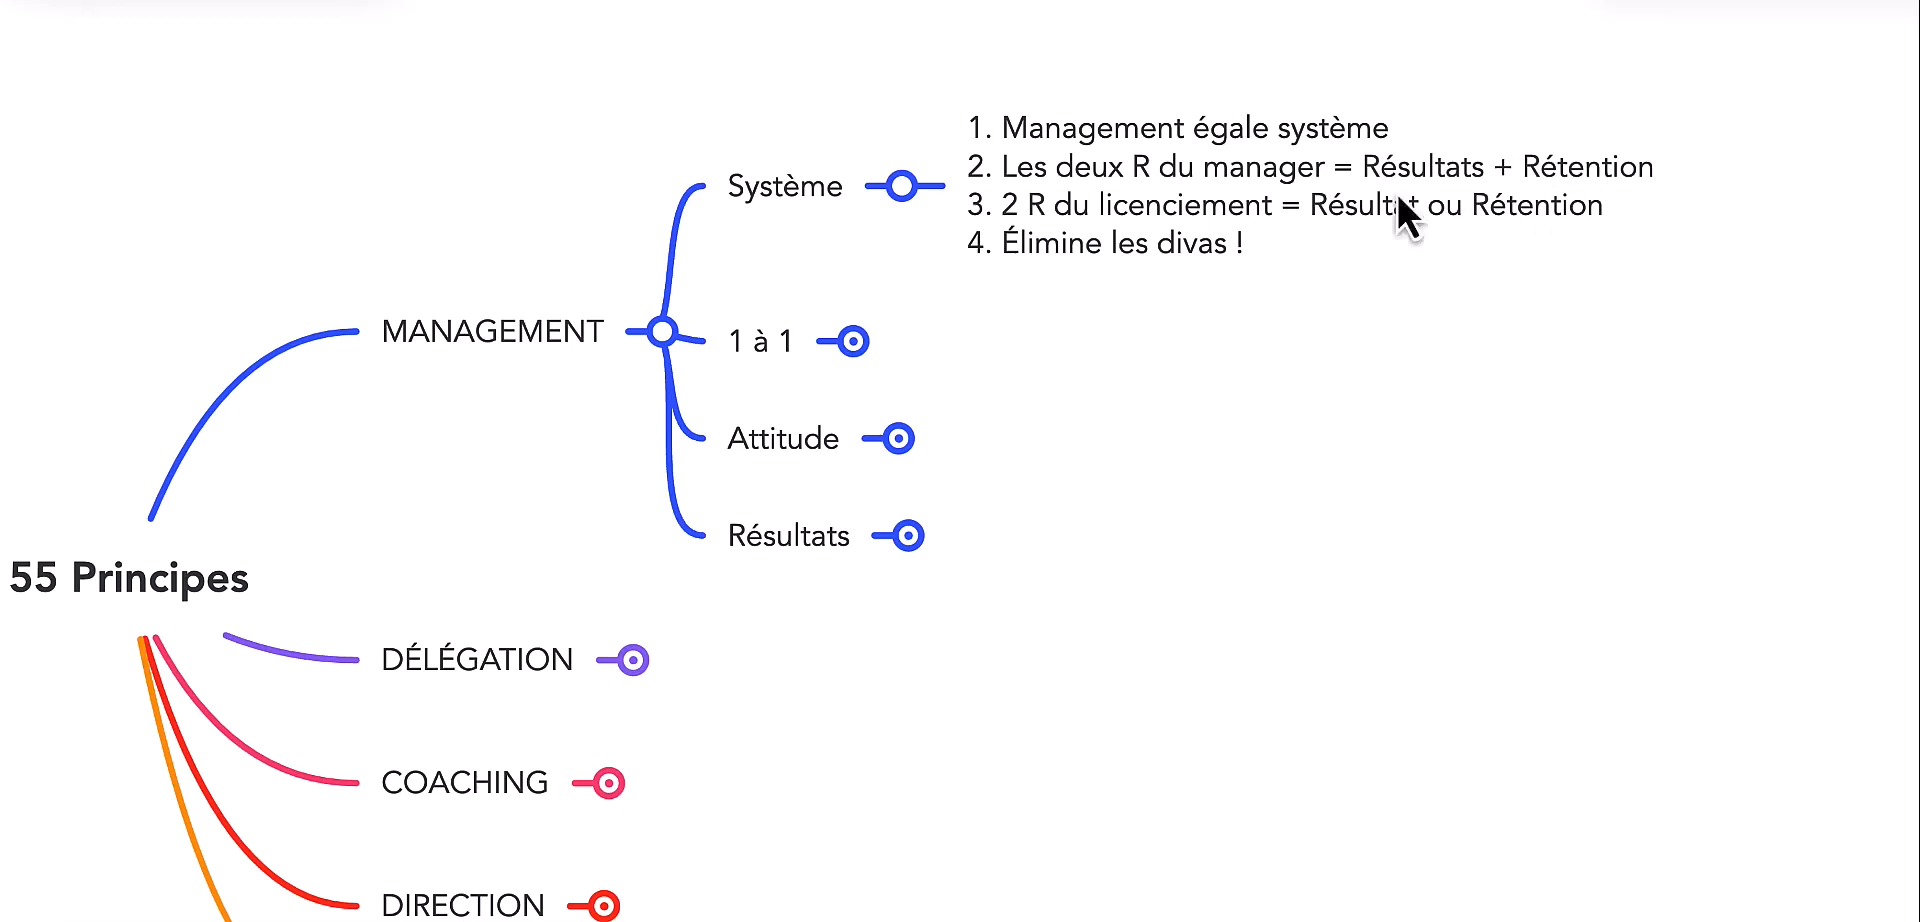 1. Management égale système
2. Les deux R du manager = Résultats + Rétention
Système
3. 2 R du licenciement = Résultat ou Rétention
4. Élimine les divas !
MANAGEMENT
1 à 1
Attitude
Résultats
55 Principes
DÉLÉGATION
COACHING
DIRECTION